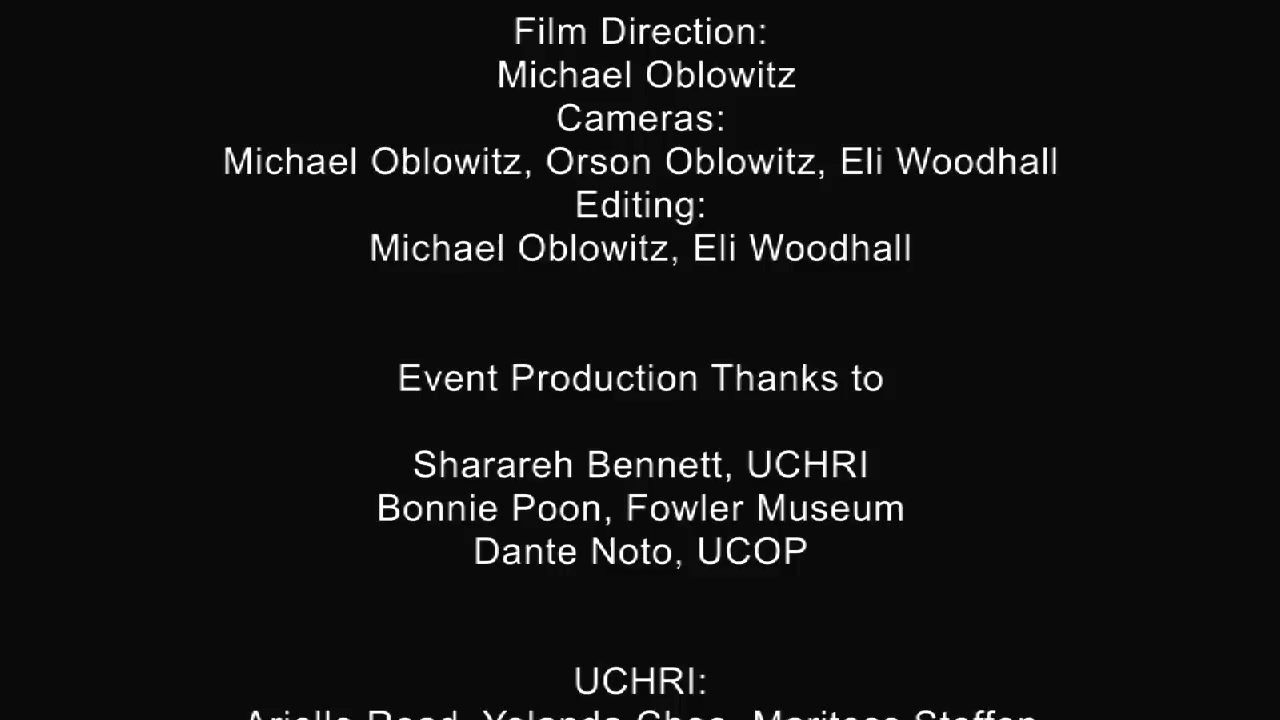 Film Direction:
Michael Oblowitz
Cameras:
Michael Oblowitz, Orson Oblowitz, Eli Woodhall
Editing:
Michael Oblowitz, Eli Woodhall
Event Production Thanks to
Sharareh Bennett, UCHRI
Bonnie Poon, Fowler Museum
Dante Noto, UCOP
UCHRI: